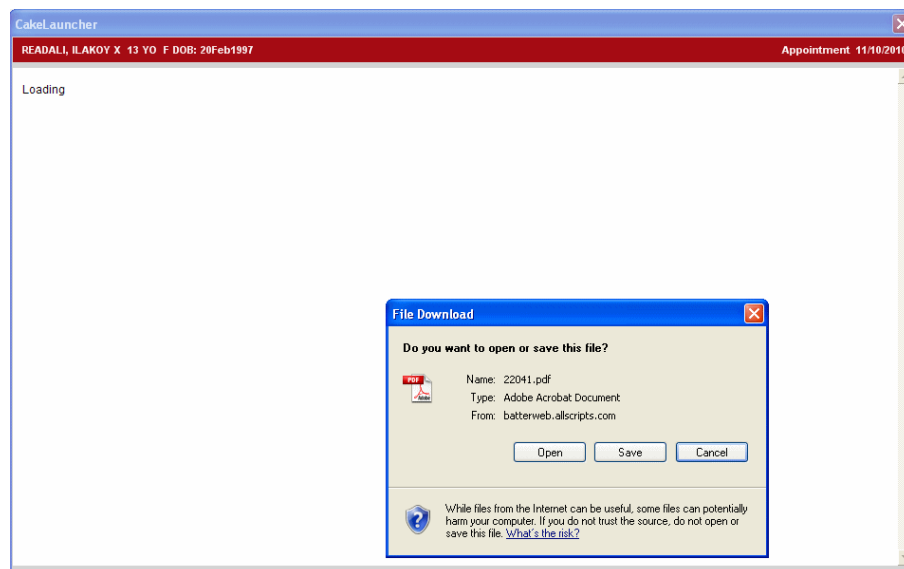 CakeLauncher
READALI, ILAKOY X 13 YO F DOB: 20Feb1997 Appointment 11/10/2010
Loading
File Download
Do you want to open or save this file?
PDF
Adobe
Name: 22041.pdf
Type: Adobe Acrobat Document
From: batterweb.allscripts.com
Open Save Cancel
While files from the Internet can be useful, some files can potentially
harm your computer. If you do not trust the source, do not open or
save this file. What's the risk?